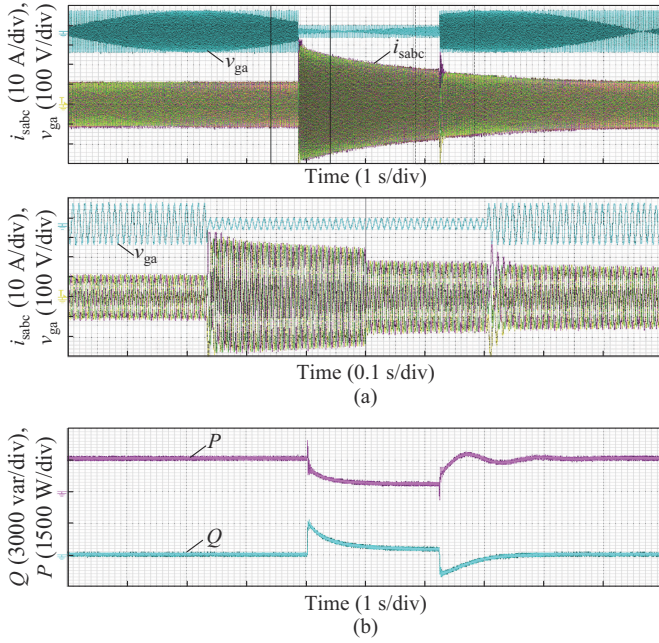 i_sabc (10 A/div),
v_ga (100 V/div)
v_ga
i_sabc
Time (1 s/div)
i_sabc (10 A/div),
v_ga (100 V/div)
v_ga
Time (0.1 s/div)
(a)
Q (3000 var/div),
P (1500 W/div)
P
Q
Time (1 s/div)
(b)